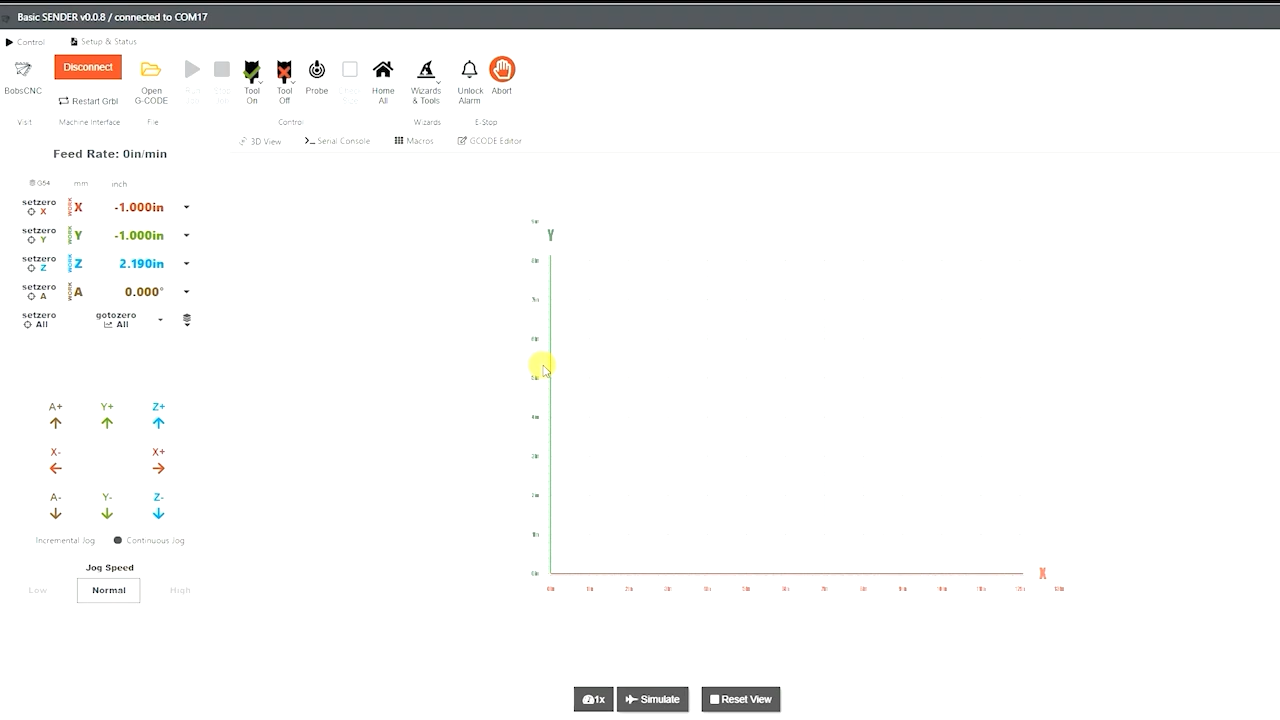 Basic SENDER v0.0.8 / connected to COM17
Control Setup & Status
Disconnect
BobsCNC Restart Grbl Open G-CODE Tool On Tool Off Probe Home All Wizards & Tools Unlock Alarm Abort
Visit Machine Interface File Control Wizards E-Stop
3D View Serial Console Macros GCODE Editor
Feed Rate: 0in/min
G54 mm inch
setzero X WORK X -1.000in
setzero Y WORK Y -1.000in
setzero Z WORK Z 2.190in
setzero A WORK A 0.000°
setzero All gotozero All
A+ Y+ Z+
X- X+
A- Y- Z-
Incremental Jog Continuous Jog
Jog Speed
Low Normal High
Y
X
1x Simulate Reset View